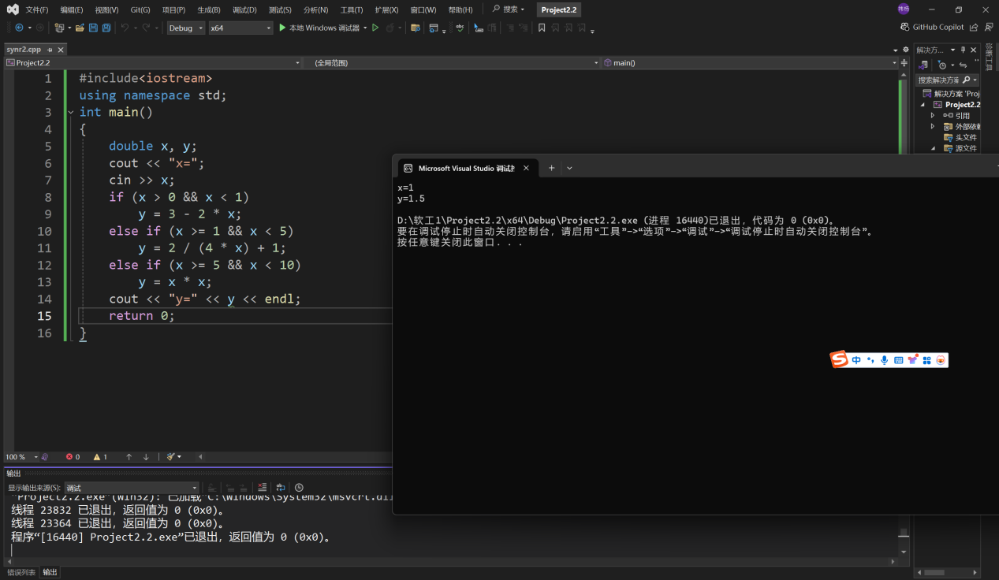 文件(F) 编辑(E) 视图(V) Git(G) 项目(P) 生成(B) 调试(D) 测试(S) 分析(N) 工具(T) 扩展(X) 窗口(W) 帮助(H) 搜索 Project2.2
Debug x64 本地 Windows 调试器 GitHub Copilot
synr2.cpp
Project2.2 (全局范围) main()
1 #include<iostream>
2 using namespace std;
3 int main()
4 {
5 double x, y;
6 cout << "x=";
7 cin >> x;
8 if (x > 0 && x < 1)
9 y = 3 - 2 * x;
10 else if (x >= 1 && x < 5)
11 y = 2 / (4 * x) + 1;
12 else if (x >= 5 && x < 10)
13 y = x * x;
14 cout << "y=" << y << endl;
15 return 0;
16 }
Microsoft Visual Studio 调试
x=1
y=1.5
D:\软工1\Project2.2\x64\Debug\Project2.2.exe (进程 16440)已退出，代码为 0 (0x0)。
要在调试停止时自动关闭控制台，请启用“工具”->“选项”->“调试”->“调试停止时自动关闭控制台”。
按任意键关闭此窗口. . .
解决方...
诊断工具
搜索解决方案
解决方案 'Proj
Project2.2
引用
外部依赖
头文件
源文件
中
100 % 0 1
输出
显示输出来源(S): 调试
"Project2.2.exe"(Win32): 已加载"C:\Windows\System32\msvcrt.dll
线程 23832 已退出，返回值为 0 (0x0)。
线程 23364 已退出，返回值为 0 (0x0)。
程序“[16440] Project2.2.exe”已退出，返回值为 0 (0x0)。
错误列表 输出